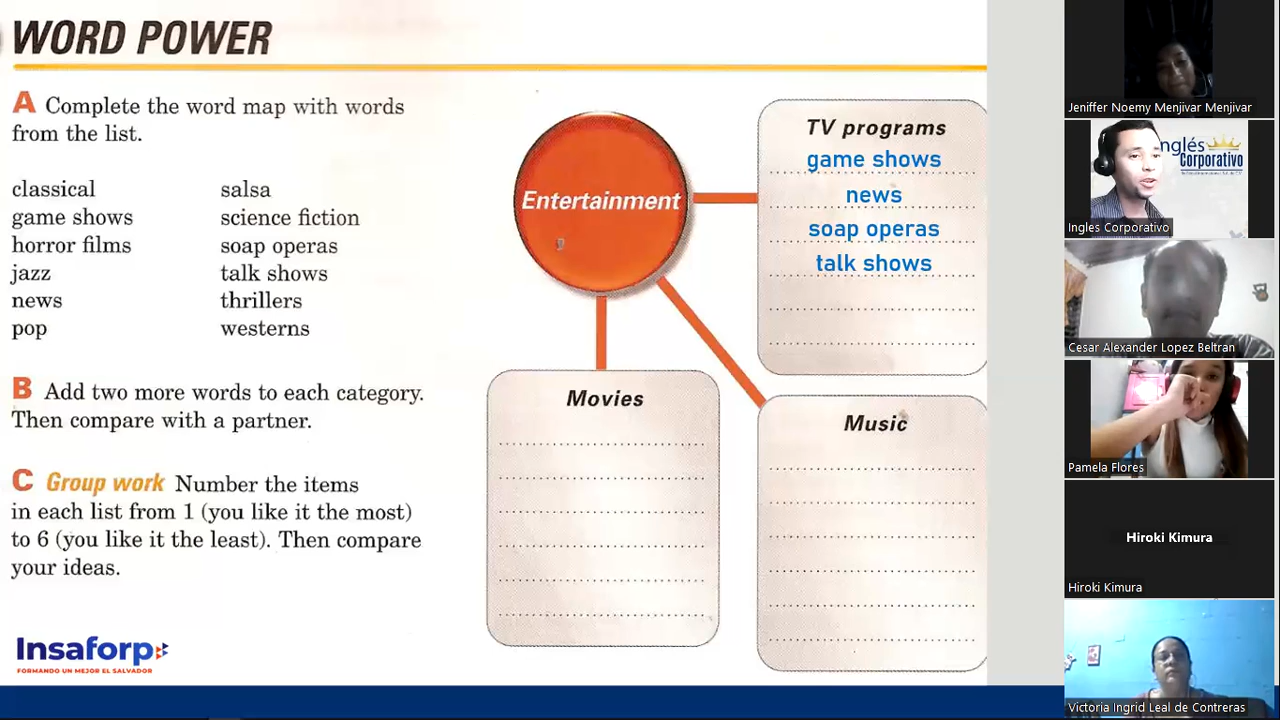 WORD POWER
A Complete the word map with words
from the list.
classical
game shows
horror films
jazz
news
pop
salsa
science fiction
soap operas
talk shows
thrillers
westerns
B Add two more words to each category.
Then compare with a partner.
C Group work Number the items
in each list from 1 (you like it the most)
to 6 (you like it the least). Then compare
your ideas.
Insaforp
FORMANDO UN MEJOR EL SALVADOR
Entertainment
TV programs
game shows
news
soap operas
talk shows
Movies
Music
Jeniffer Noemy Menjivar Menjivar
Inglés
Corporativo
Ingles Corporativo
Cesar Alexander Lopez Beltran
Pamela Flores
Hiroki Kimura
Hiroki Kimura
Victoria Ingrid Leal de Contreras